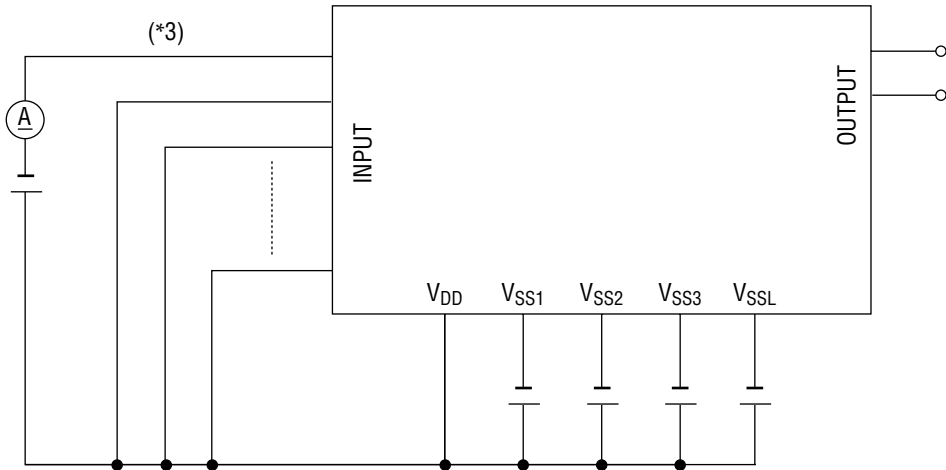 (*3)
A
INPUT
OUTPUT
VDD VSS1 VSS2 VSS3 VSSL